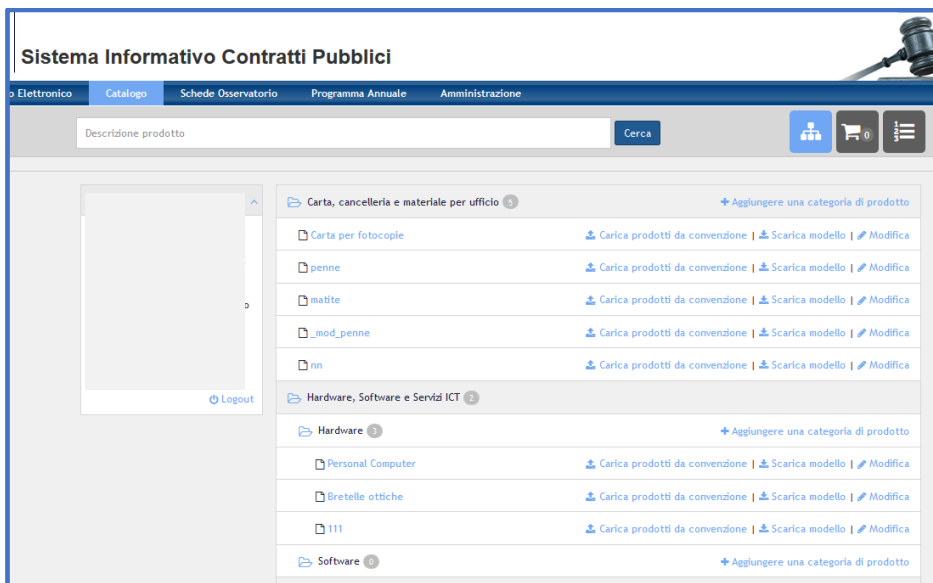 Sistema Informativo Contratti Pubblici
o Elettronico Catalogo Schede Osservatorio Programma Annuale Amministrazione
Descrizione prodotto Cerca 0
Carta, cancelleria e materiale per ufficio 5 + Aggiungere una categoria di prodotto
Carta per fotocopie Carica prodotti da convenzione | Scarica modello | Modifica
penne Carica prodotti da convenzione | Scarica modello | Modifica
matite Carica prodotti da convenzione | Scarica modello | Modifica
o
_mod_penne Carica prodotti da convenzione | Scarica modello | Modifica
nn Carica prodotti da convenzione | Scarica modello | Modifica
Logout
Hardware, Software e Servizi ICT 2
Hardware 3 + Aggiungere una categoria di prodotto
Personal Computer Carica prodotti da convenzione | Scarica modello | Modifica
Bretelle ottiche Carica prodotti da convenzione | Scarica modello | Modifica
111 Carica prodotti da convenzione | Scarica modello | Modifica
Software 0 + Aggiungere una categoria di prodotto